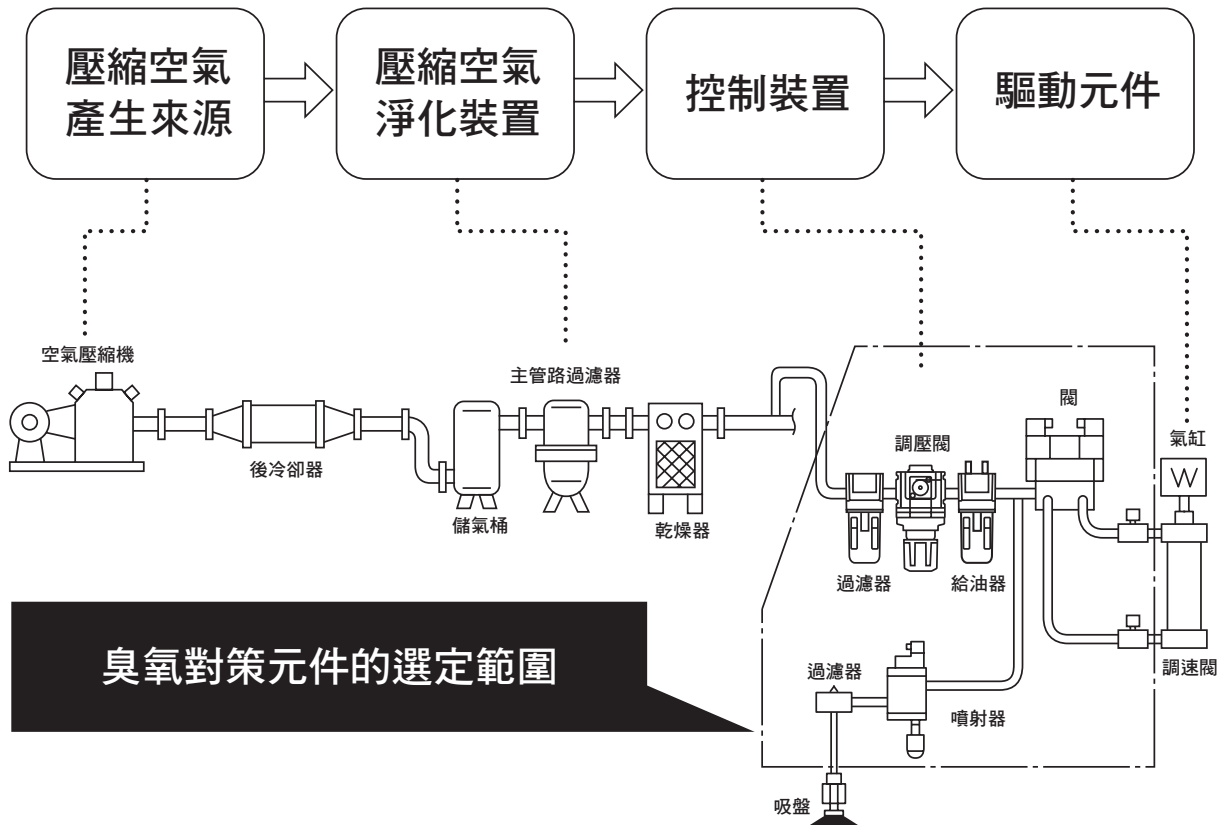 壓縮空氣
產生來源
壓縮空氣
淨化裝置
控制裝置
驅動元件
空氣壓縮機
後冷卻器
儲氣桶
主管路過濾器
乾燥器
過濾器
調壓閥
給油器
閥
氣缸
W
調速閥
過濾器
噴射器
吸盤
臭氧對策元件的選定範圍